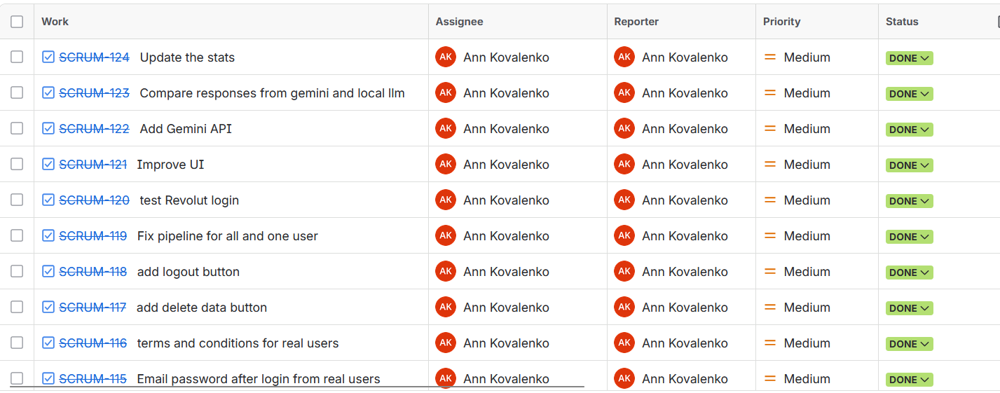 Work Assignee Reporter Priority Status
SCRUM-124 Update the stats AK Ann Kovalenko AK Ann Kovalenko Medium DONE
SCRUM-123 Compare responses from gemini and local llm AK Ann Kovalenko AK Ann Kovalenko Medium DONE
SCRUM-122 Add Gemini API AK Ann Kovalenko AK Ann Kovalenko Medium DONE
SCRUM-121 Improve UI AK Ann Kovalenko AK Ann Kovalenko Medium DONE
SCRUM-120 test Revolut login AK Ann Kovalenko AK Ann Kovalenko Medium DONE
SCRUM-119 Fix pipeline for all and one user AK Ann Kovalenko AK Ann Kovalenko Medium DONE
SCRUM-118 add logout button AK Ann Kovalenko AK Ann Kovalenko Medium DONE
SCRUM-117 add delete data button AK Ann Kovalenko AK Ann Kovalenko Medium DONE
SCRUM-116 terms and conditions for real users AK Ann Kovalenko AK Ann Kovalenko Medium DONE
SCRUM-115 Email password after login from real users AK Ann Kovalenko AK Ann Kovalenko Medium DONE